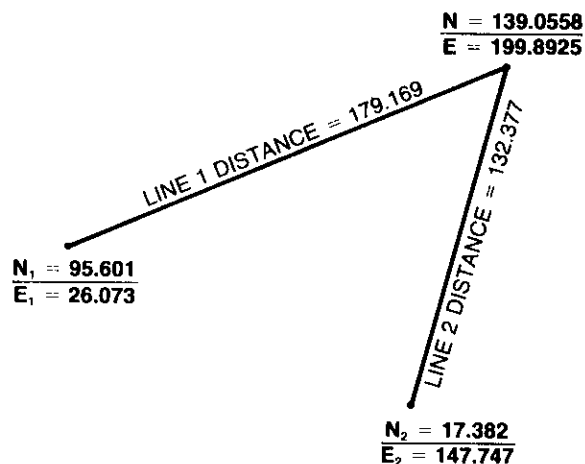 N = 139.0558
E = 199.8925
LINE 1 DISTANCE = 179.169
LINE 2 DISTANCE = 132.377
N₁ = 95.601
E₁ = 26.073
N₂ = 17.382
E₂ = 147.747